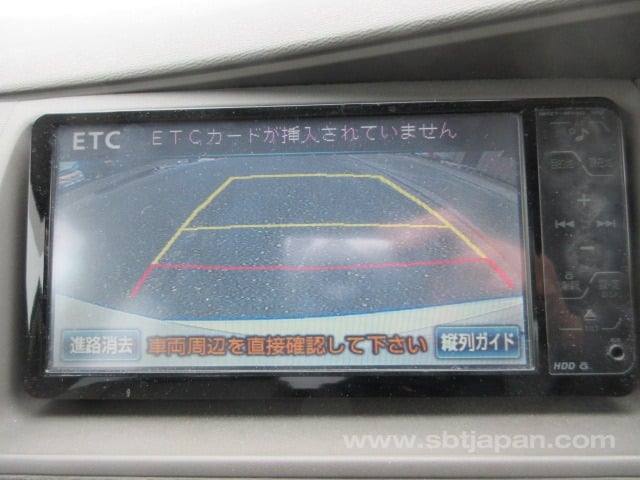 ETC ETCカードが挿入されていません
進路消去 車両周辺を直接確認して下さい 縦列ガイド
HDD
www.sbtjapan.com